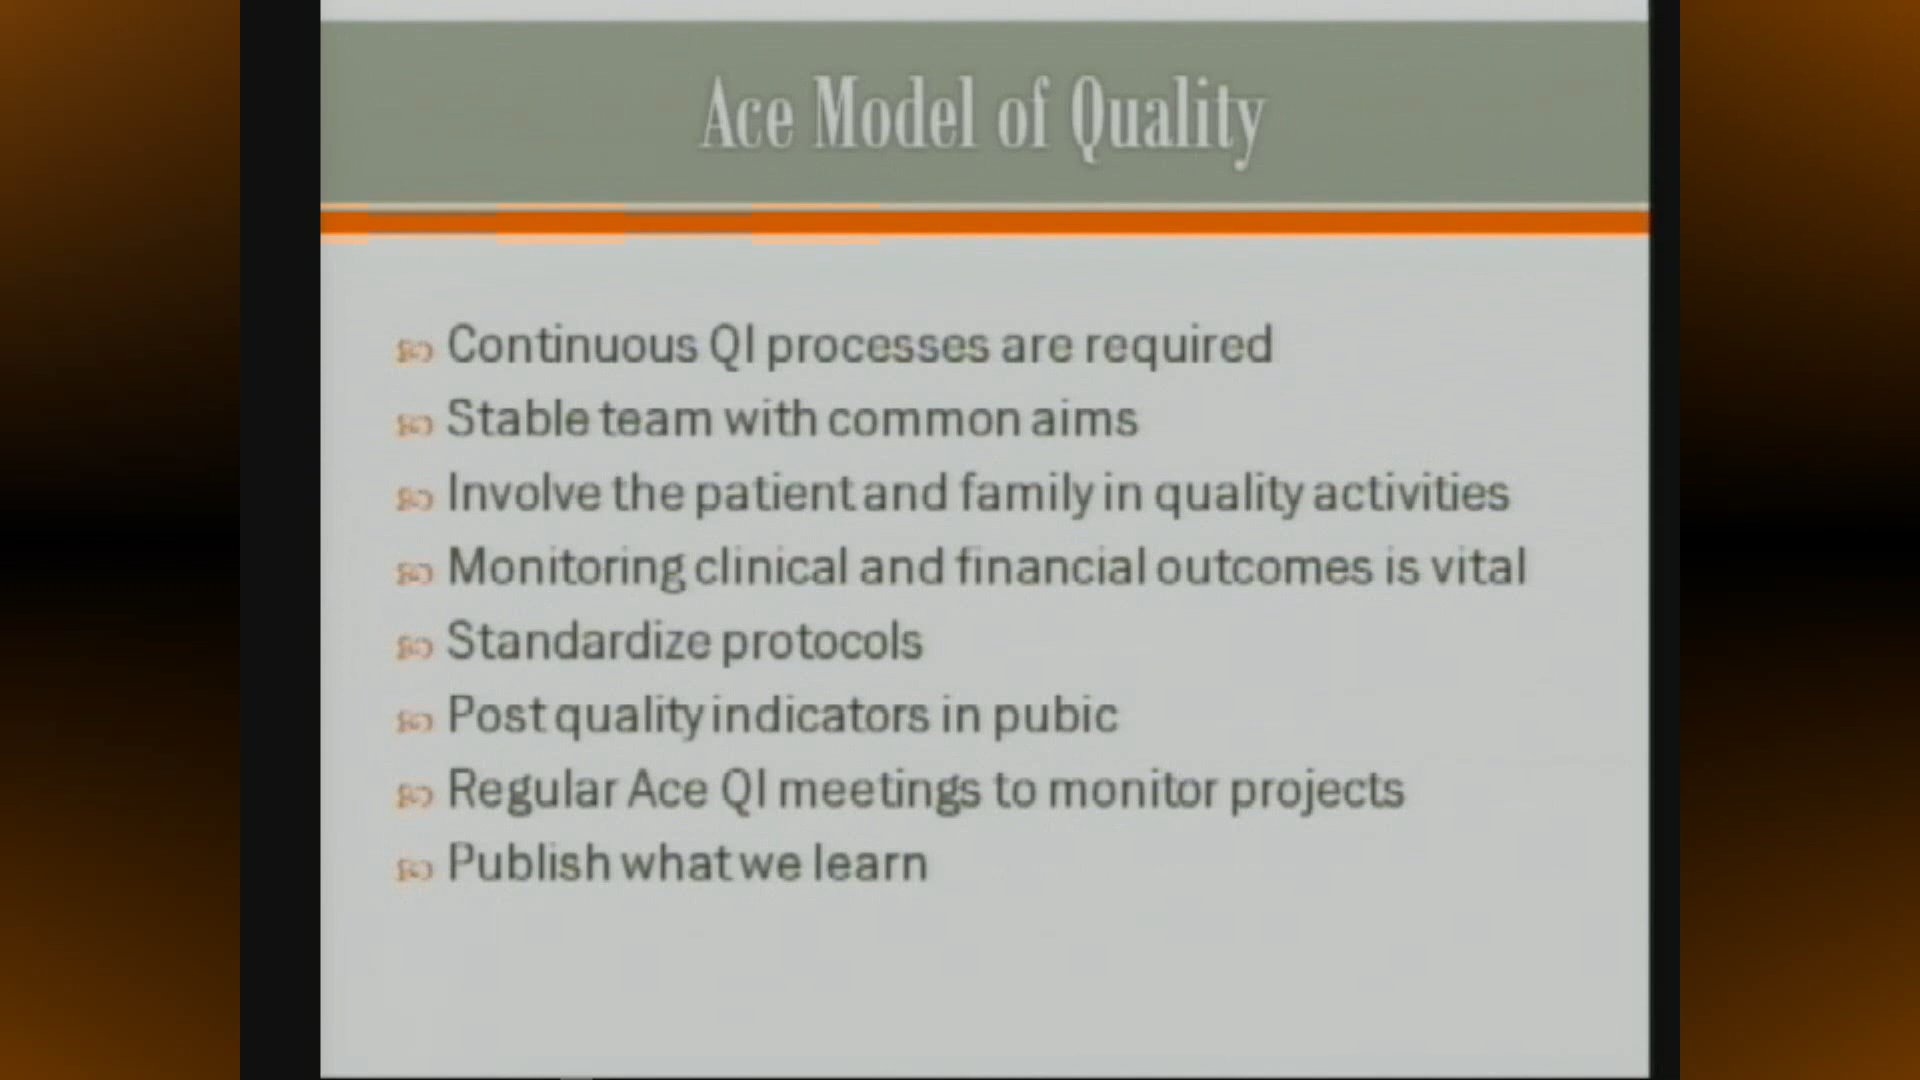 Ace Model of Quality
Continuous QI processes are required
Stable team with common aims
Involve the patient and family in quality activities
Monitoring clinical and financial outcomes is vital
Standardize protocols
Post quality indicators in pubic
Regular Ace QI meetings to monitor projects
Publish what we learn